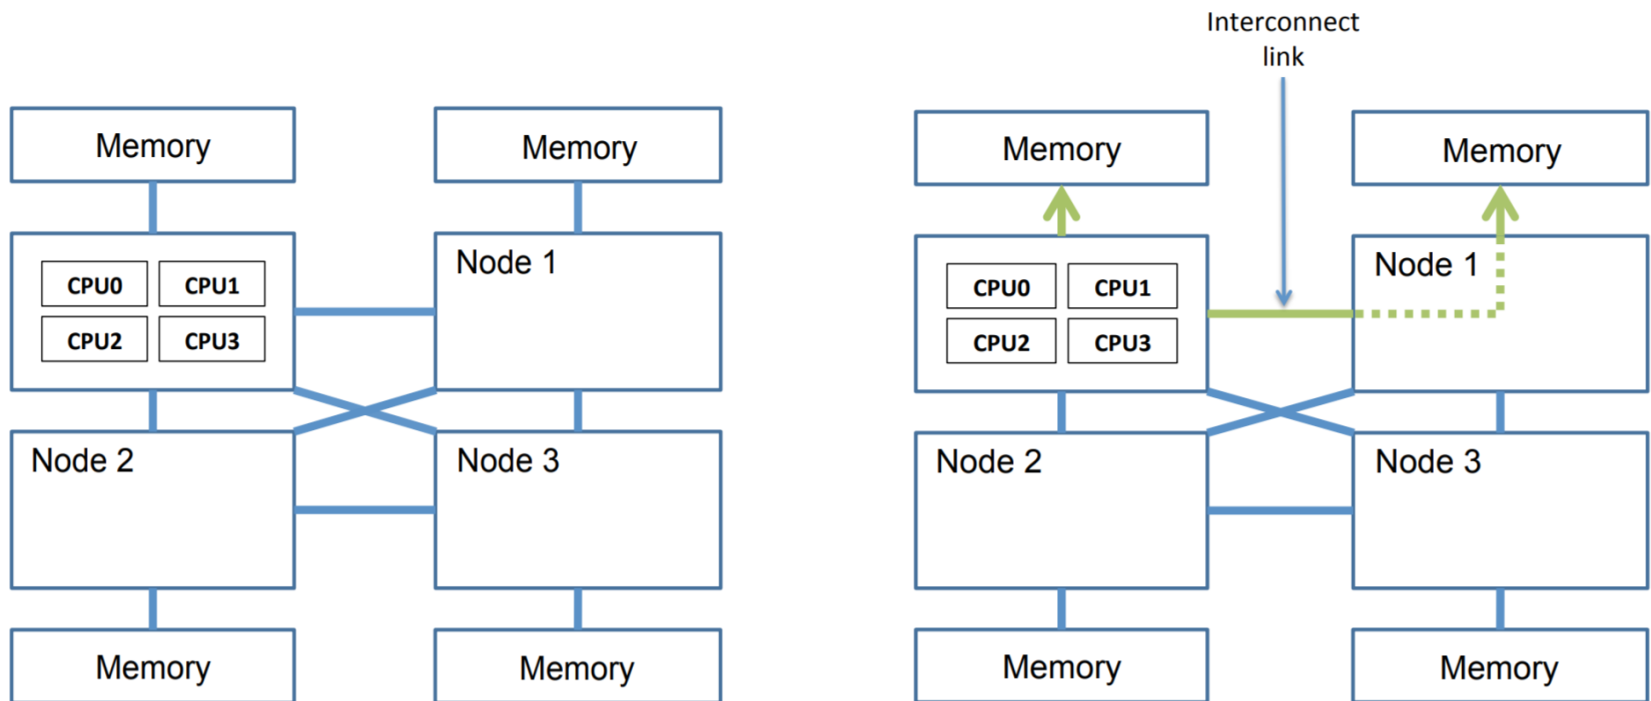 Memory
Memory
CPU0
CPU1
CPU2
CPU3
Node 1
Node 2
Node 3
Memory
Memory
Interconnect
link
Memory
Memory
CPU0
CPU1
CPU2
CPU3
Node 1
Node 2
Node 3
Memory
Memory